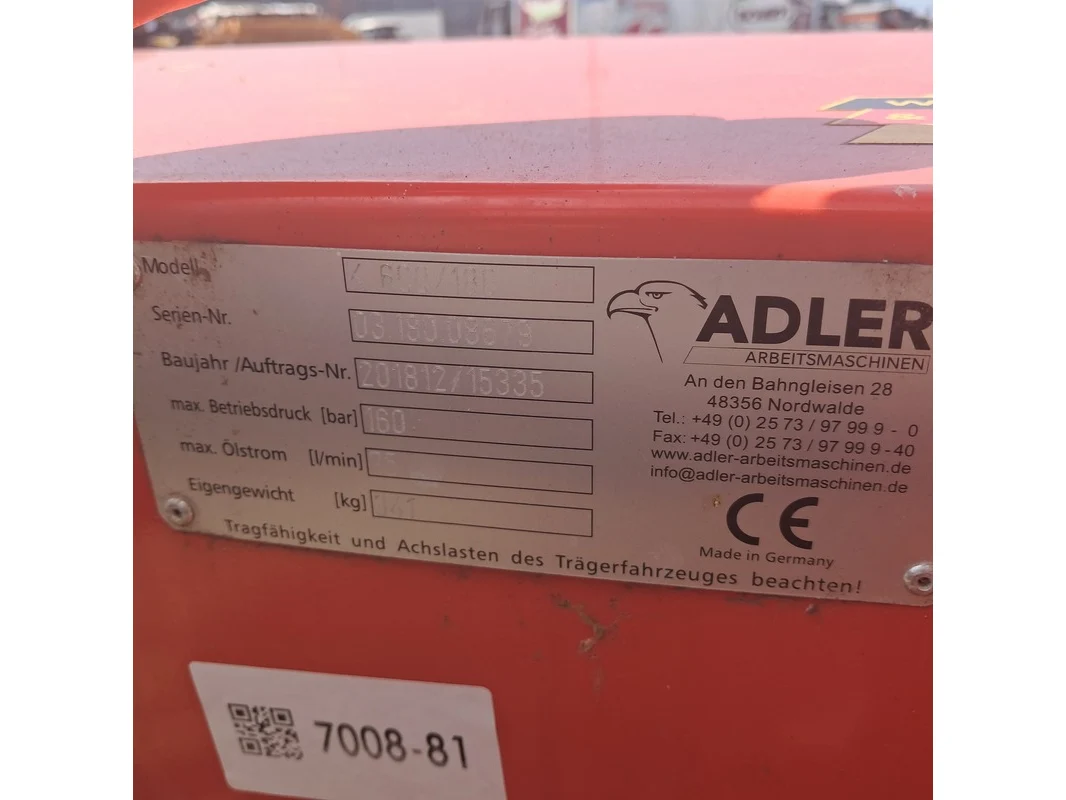 Modell
Serien-Nr.
Baujahr /Auftrags-Nr. 201812/15335
max. Betriebsdruck [bar] 160
max. Ölstrom [l/min]
Eigengewicht [kg]
ADLER
ARBEITSMASCHINEN
An den Bahngleisen 28
48356 Nordwalde
Tel.: +49 (0) 25 73 / 97 99 9 - 0
Fax: +49 (0) 25 73 / 97 99 9 - 40
www.adler-arbeitsmaschinen.de
info@adler-arbeitsmaschinen.de
CE
Made in Germany
Tragfähigkeit und Achslasten des Trägerfahrzeuges beachten!
7008-81